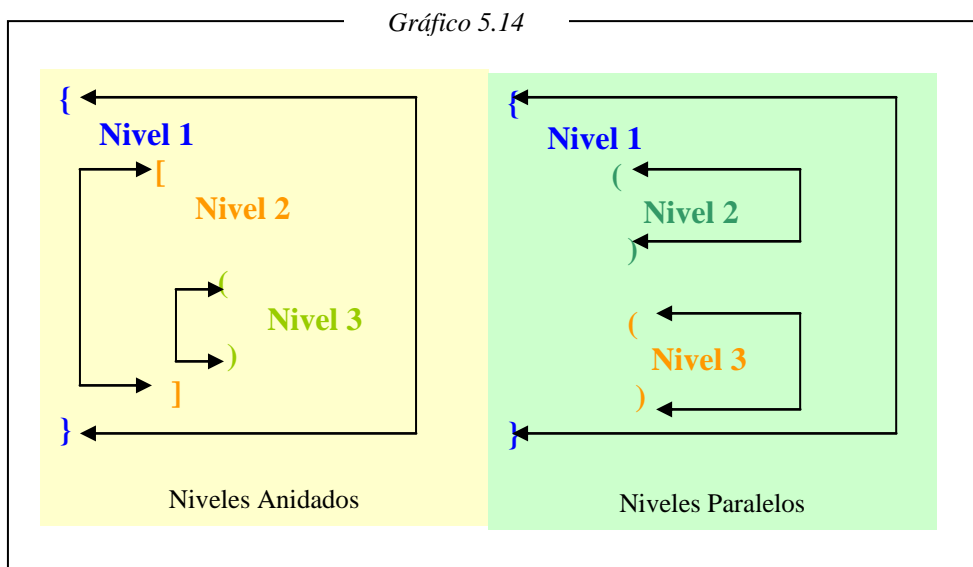 Gráfico 5.14
{
Nivel 1
[
Nivel 2
(
Nivel 3
)
]
}
Niveles Anidados
{
Nivel 1
(
Nivel 2
)
(
Nivel 3
)
}
Niveles Paralelos